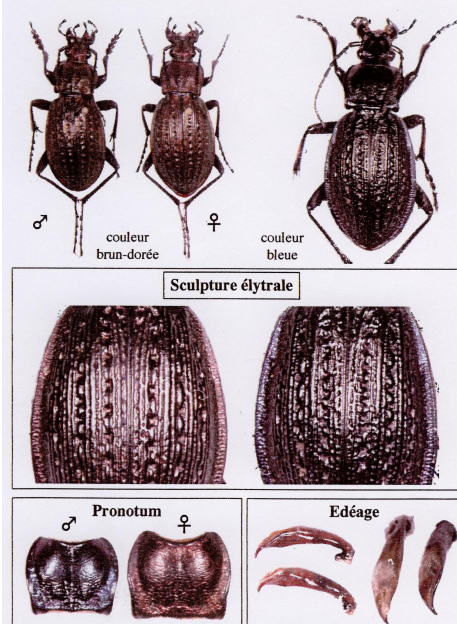 ♂
couleur
brun-dorée
♀
couleur
bleue
Sculpture élytrale
Pronotum
♂
♀
Edéage